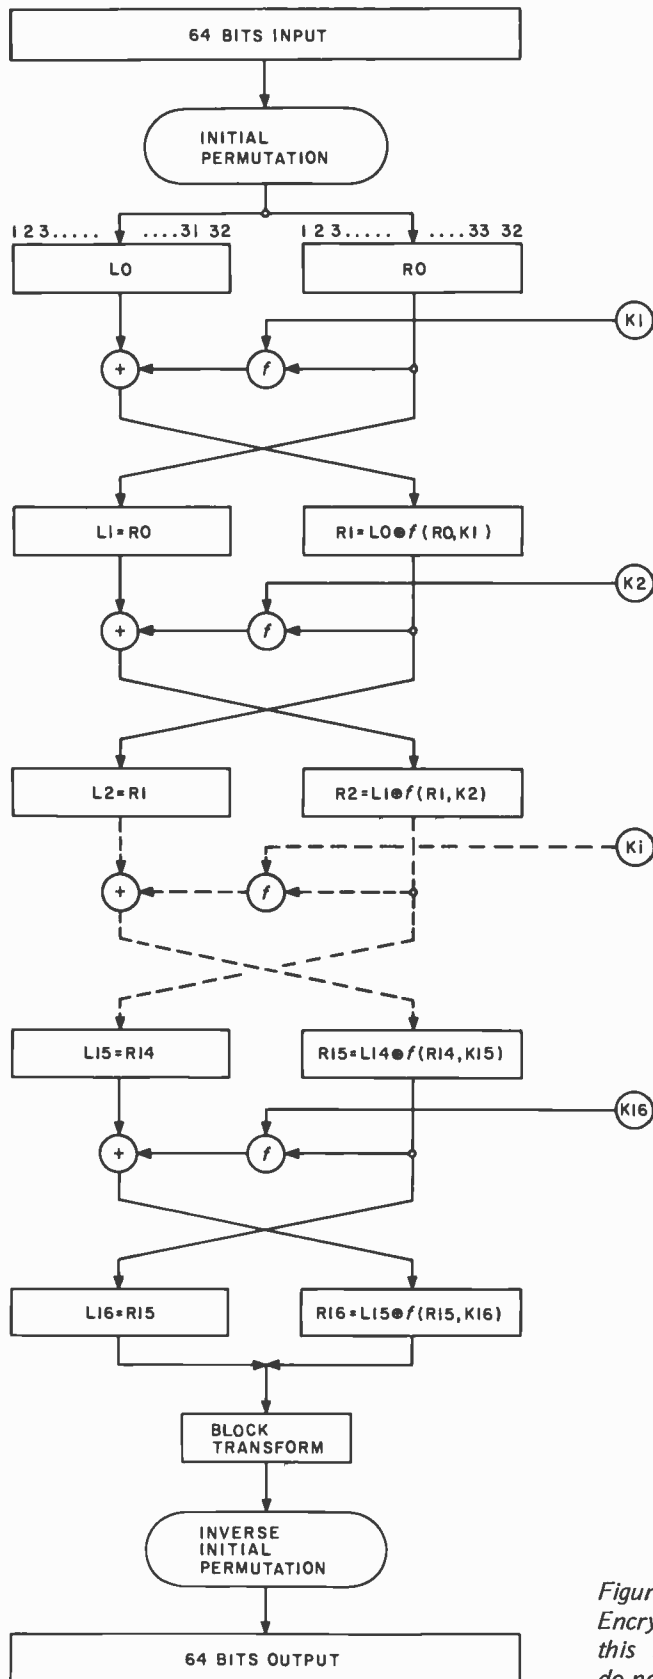 64 BITS INPUT
INITIAL
PERMUTATION
1 2 3 ..... ....31 32
1 2 3 ..... ....33 32
L0
R0
K1
+
f
L1=R0
R1=L0⊕f(R0,K1)
K2
+
f
L2=R1
R2=L1⊕f(R1,K2)
Ki
+
f
L15=R14
R15=L14⊕f(R14,K15)
K16
+
f
L16=R15
R16=L15⊕f(R15,K16)
BLOCK
TRANSFORM
INVERSE
INITIAL
PERMUTATION
64 BITS OUTPUT
Figur
Encry
this